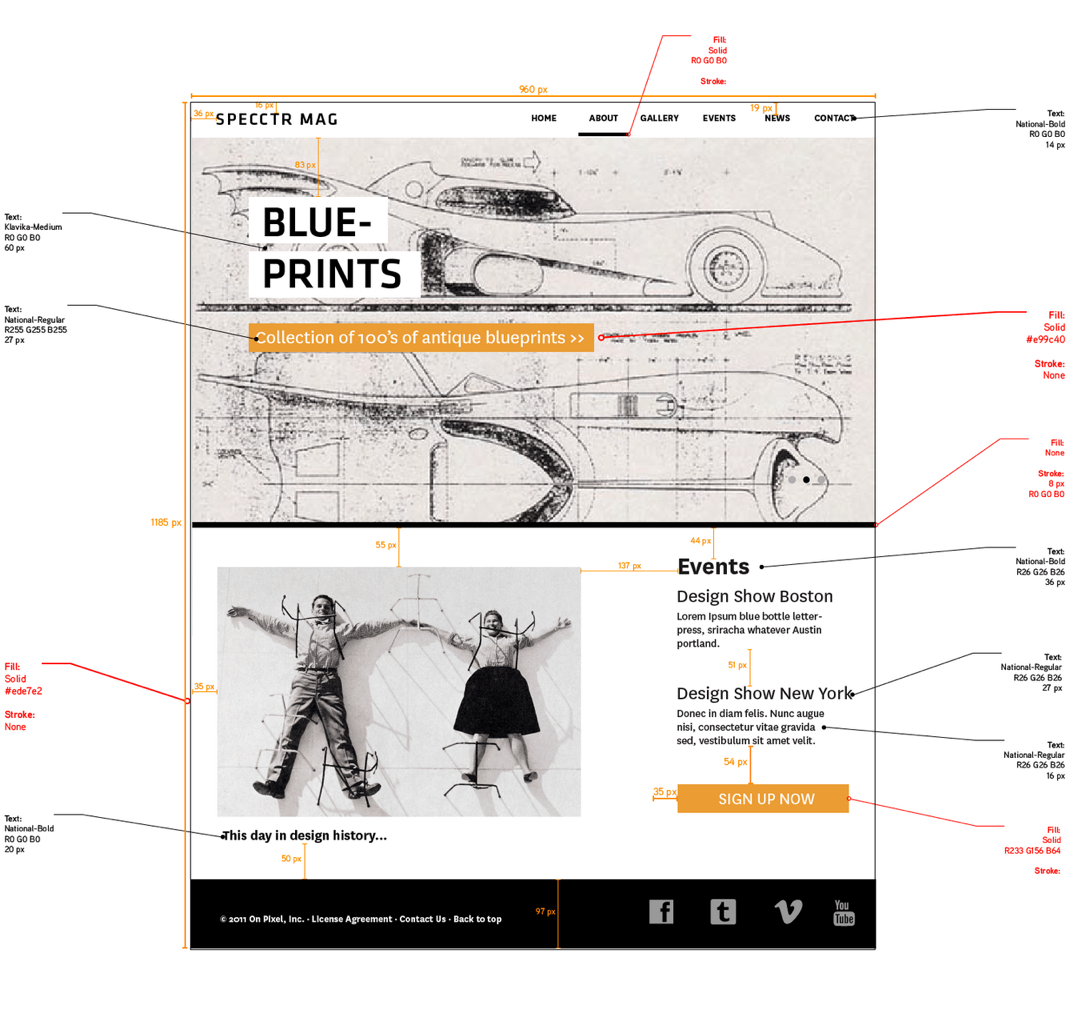 Fill:
Solid
R0 G0 B0
Stroke:
960 px
16 px
19 px
36 px
SPECCTR MAG
HOME
ABOUT
GALLERY
EVENTS
NEWS
CONTACT
Text:
National-Bold
R0 G0 B0
14 px
83 px
Text:
Klavika-Medium
R0 G0 B0
60 px
BLUE-
PRINTS
Text:
National-Regular
R255 G255 B255
27 px
Collection of 100's of antique blueprints >>
Fill:
Solid
#e99c40
Stroke:
None
Fill:
None
Stroke:
8 px
R0 G0 B0
1185 px
55 px
44 px
137 px
Events
Text:
National-Bold
R26 G26 B26
36 px
Design Show Boston
Lorem Ipsum blue bottle letter-
press, sriracha whatever Austin
portland.
51 px
Fill:
Solid
#ede7e2
Stroke:
None
35 px
Design Show New York
Text:
National-Regular
R26 G26 B26
27 px
Donec in diam felis. Nunc augue
nisi, consectetur vitae gravida
sed, vestibulum sit amet velit.
Text:
National-Regular
R26 G26 B26
16 px
54 px
35 px
SIGN UP NOW
Fill:
Solid
R233 G156 B64
Stroke:
Text:
National-Bold
R0 G0 B0
20 px
This day in design history...
50 px
97 px
© 2011 On Pixel, Inc. · License Agreement · Contact Us · Back to top
f
t
v
You
Tube